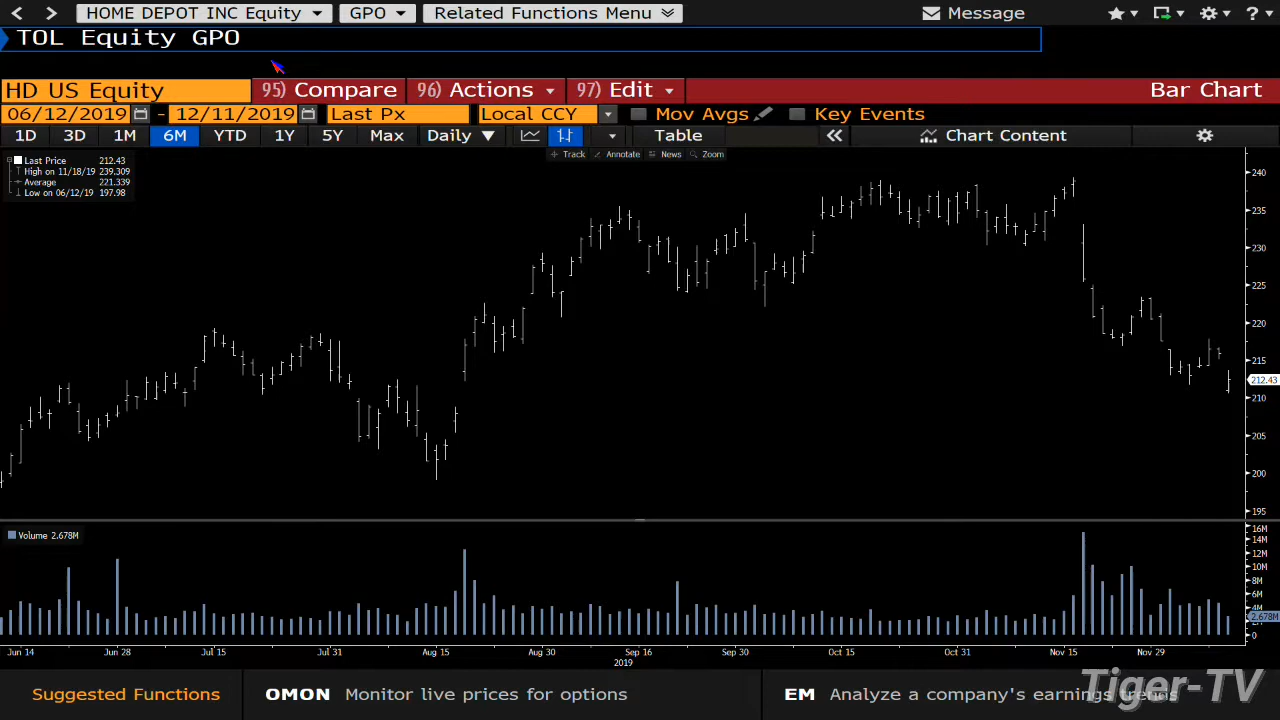 HOME DEPOT INC Equity GPO Related Functions Menu Message ?
TOL Equity GPO
HD US Equity 95) Compare 96) Actions 97) Edit Bar Chart
06/12/2019 - 12/11/2019 Last Px Local CCY Mov Avgs Key Events
1D 3D 1M 6M YTD 1Y 5Y Max Daily Table Chart Content
Track Annotate News Zoom
Last Price 212.43
High on 11/18/19 239.309
Average 221.339
Low on 06/12/19 197.98
240
235
230
225
220
215
212.43
210
205
200
195
Volume 2.678M
16M
14M
12M
10M
8M
6M
4M
2.678M
0
Jun 14 Jun 28 Jul 15 Jul 31 Aug 15 Aug 30 Sep 16 Sep 30 Oct 15 Oct 31 Nov 15 Nov 29
2019
Suggested Functions OMON Monitor live prices for options EM Analyze a company's earnings trends
Tiger-TV